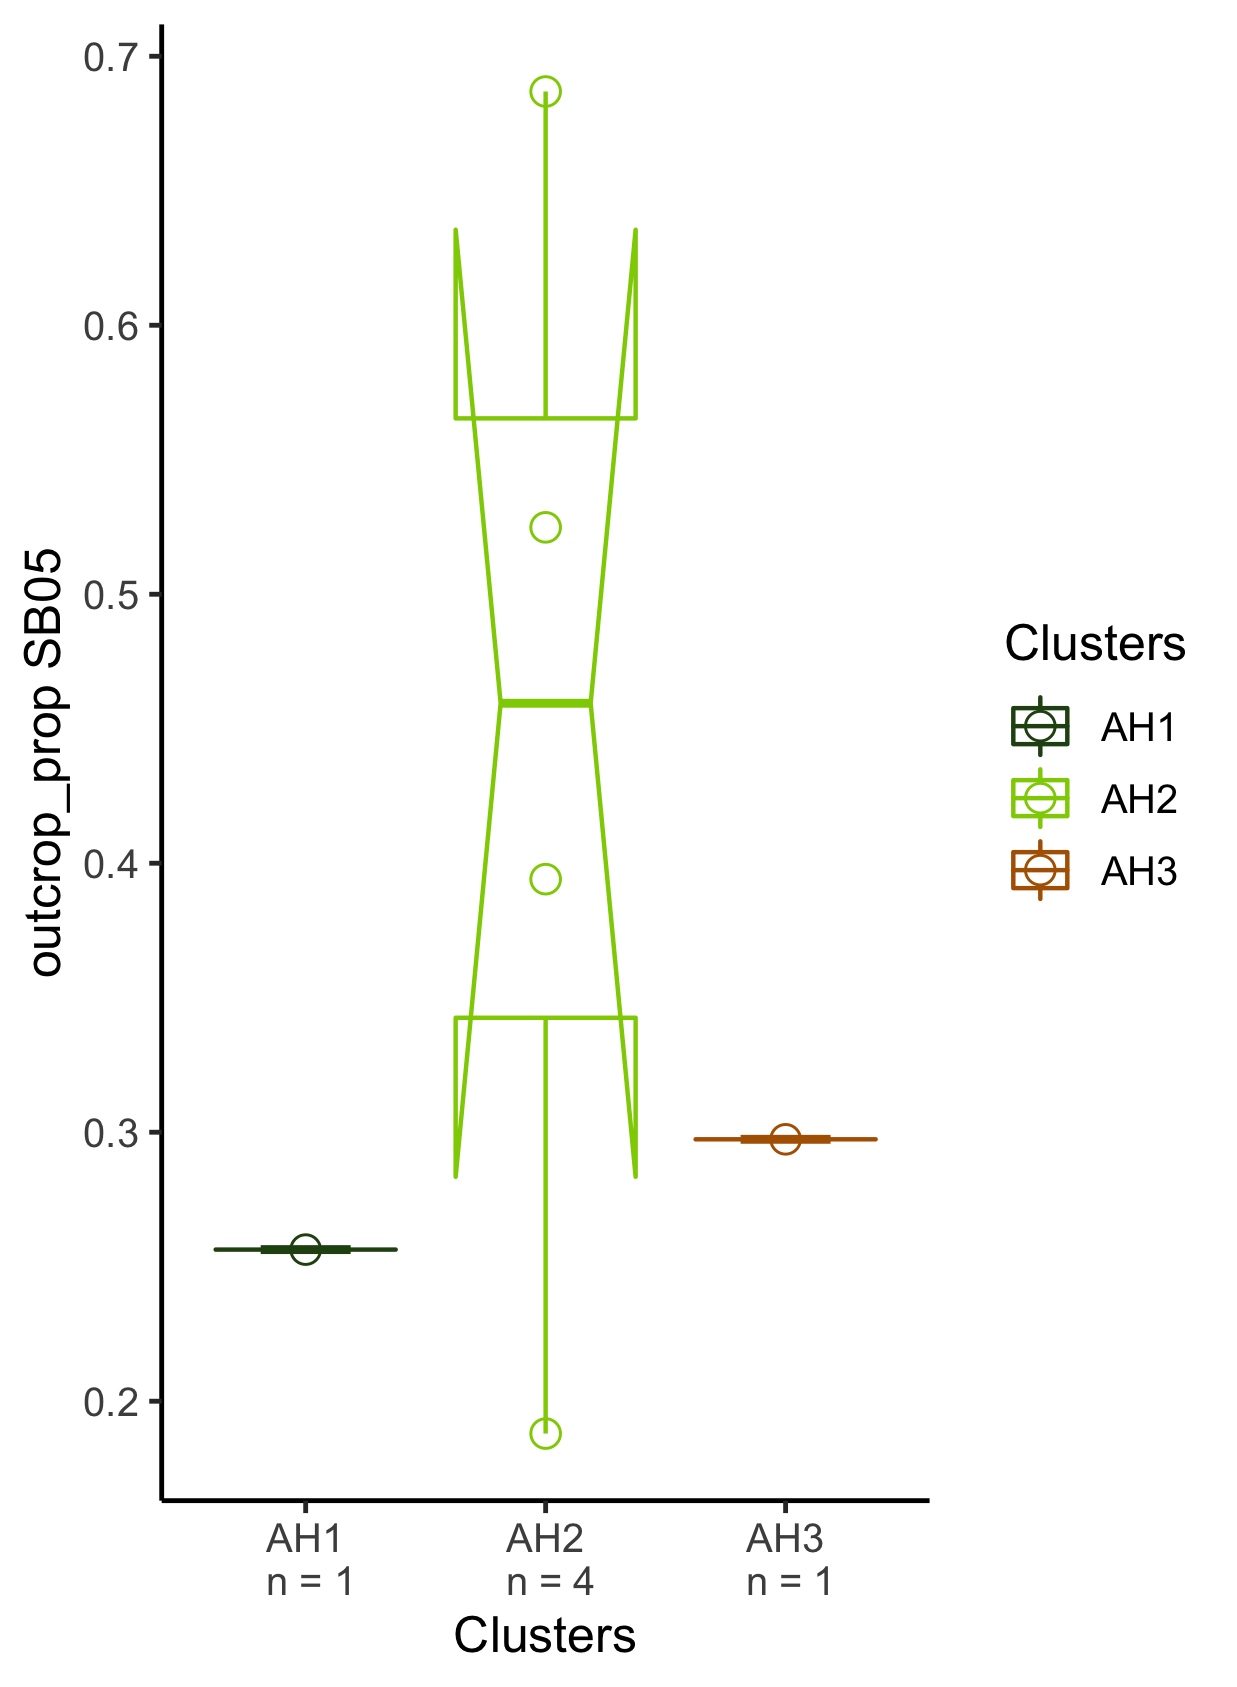 0.7
0.6
0.5
0.4
0.3
0.2
outcrop_prop SB05
AH1
n = 1
AH2
n = 4
AH3
n = 1
Clusters
Clusters
AH1
AH2
AH3